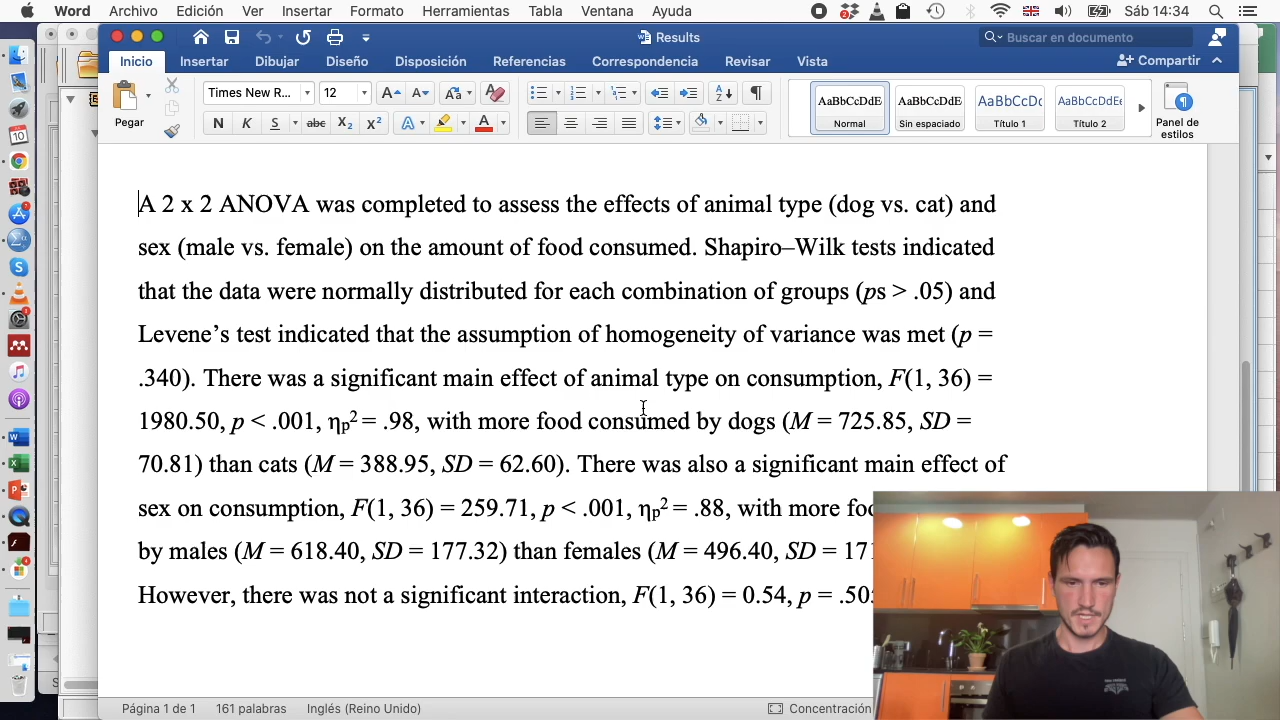 Word Archivo Edición Ver Insertar Formato Herramientas Tabla Ventana Ayuda Sáb 14:34
Results Buscar en documento
Inicio Insertar Dibujar Diseño Disposición Referencias Correspondencia Revisar Vista Compartir
Times New R... 12
AaBbCcDdE AaBbCcDdE AaBbCcDc AaBbCcDdEe
Pegar N K S abc X₂ X² A A Normal Sin espaciado Título 1 Título 2 Panel de estilos
A 2 x 2 ANOVA was completed to assess the effects of animal type (dog vs. cat) and
sex (male vs. female) on the amount of food consumed. Shapiro–Wilk tests indicated
that the data were normally distributed for each combination of groups (ps > .05) and
Levene’s test indicated that the assumption of homogeneity of variance was met (p =
.340). There was a significant main effect of animal type on consumption, F(1, 36) =
1980.50, p < .001, ηp² = .98, with more food consumed by dogs (M = 725.85, SD =
70.81) than cats (M = 388.95, SD = 62.60). There was also a significant main effect of
sex on consumption, F(1, 36) = 259.71, p < .001, ηp² = .88, with more
by males (M = 618.40, SD = 177.32) than females (M = 496.40, SD =
However, there was not a significant interaction, F(1, 36) = 0.54, p =
Página 1 de 1 161 palabras Inglés (Reino Unido) Concentración